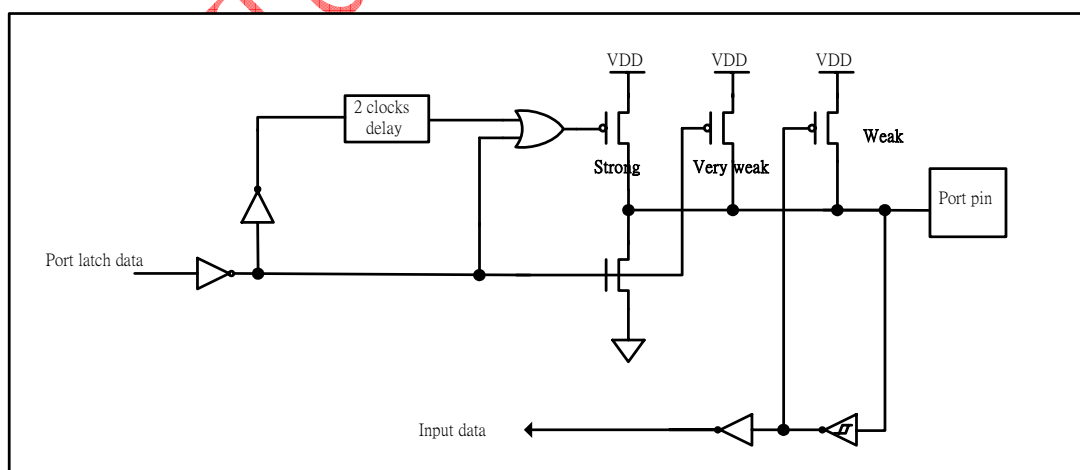 VDD
VDD
VDD
2 clocks
delay
Weak
Strong
Very weak
Port pin
Port latch data
Input data